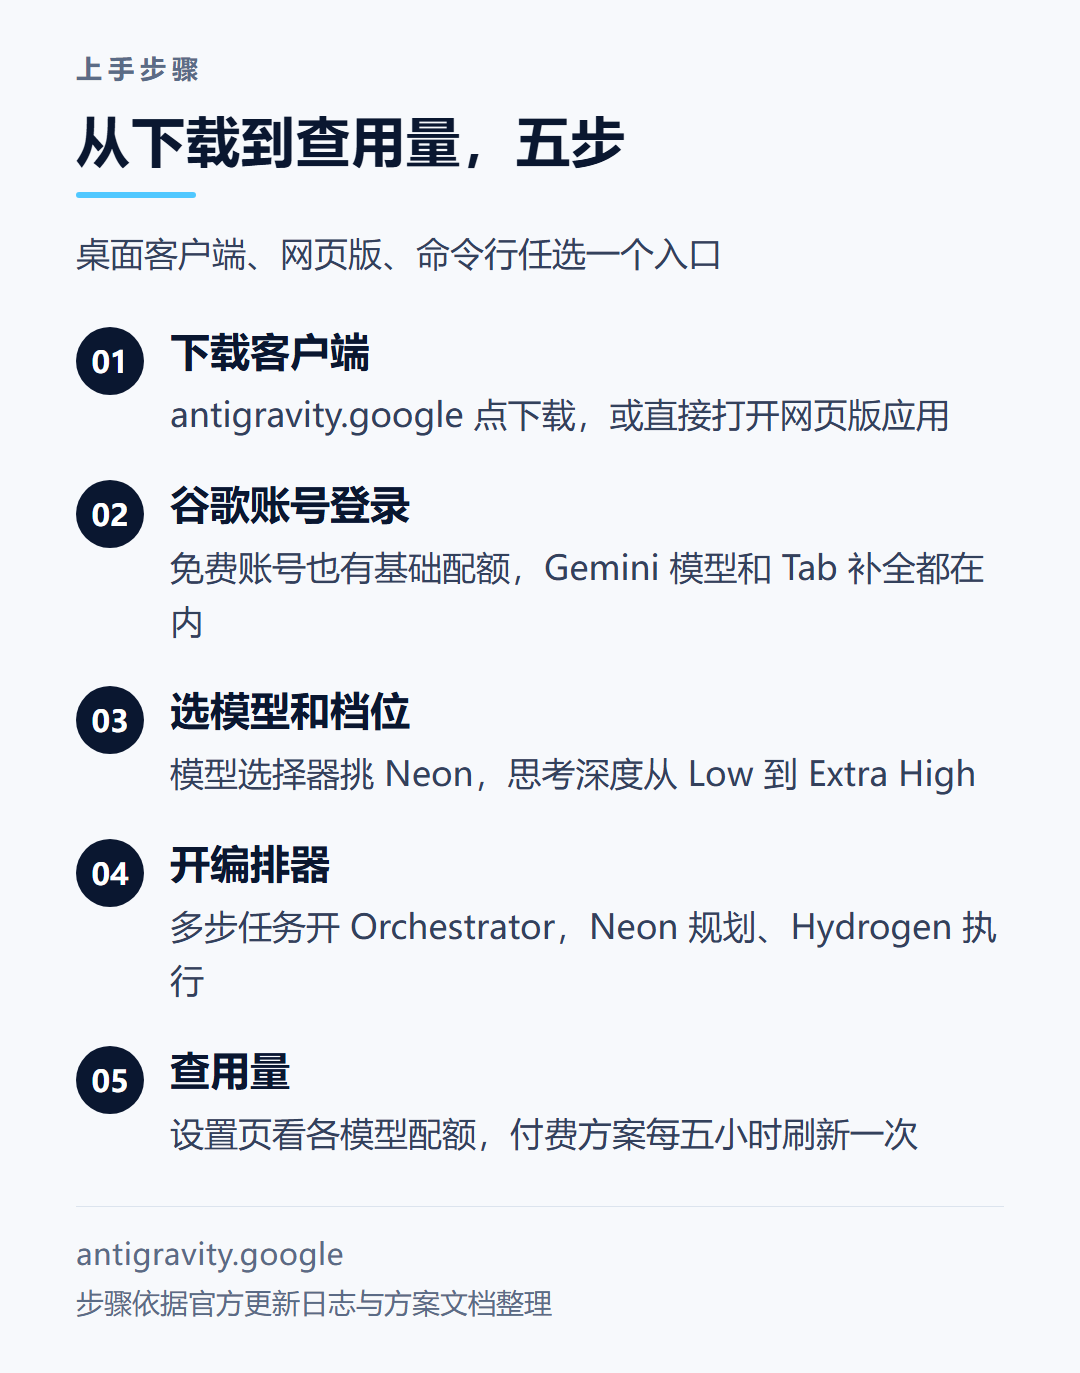 上手步骤
从下载到查用量，五步
桌面客户端、网页版、命令行任选一个入口
01
下载客户端
antigravity.google 点下载，或直接打开网页版应用
02
谷歌账号登录
免费账号也有基础配额，Gemini 模型和 Tab 补全都在
内
03
选模型和档位
模型选择器挑 Neon，思考深度从 Low 到 Extra High
04
开编排器
多步任务开 Orchestrator，Neon 规划、Hydrogen 执
行
05
查用量
设置页看各模型配额，付费方案每五小时刷新一次
antigravity.google
步骤依据官方更新日志与方案文档整理